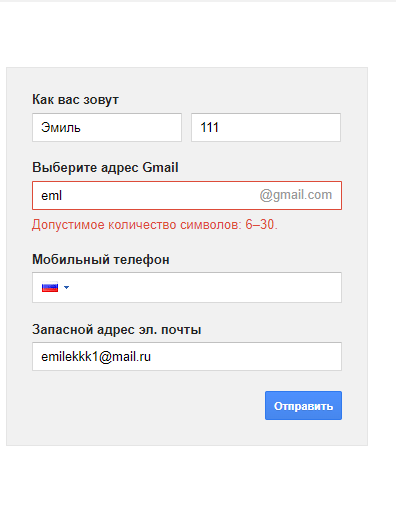 Как вас зовут
Эмиль 111
Выберите адрес Gmail
eml @gmail.com
Допустимое количество символов: 6–30.
Мобильный телефон
Запасной адрес эл. почты
emilekkk1@mail.ru
Отправить